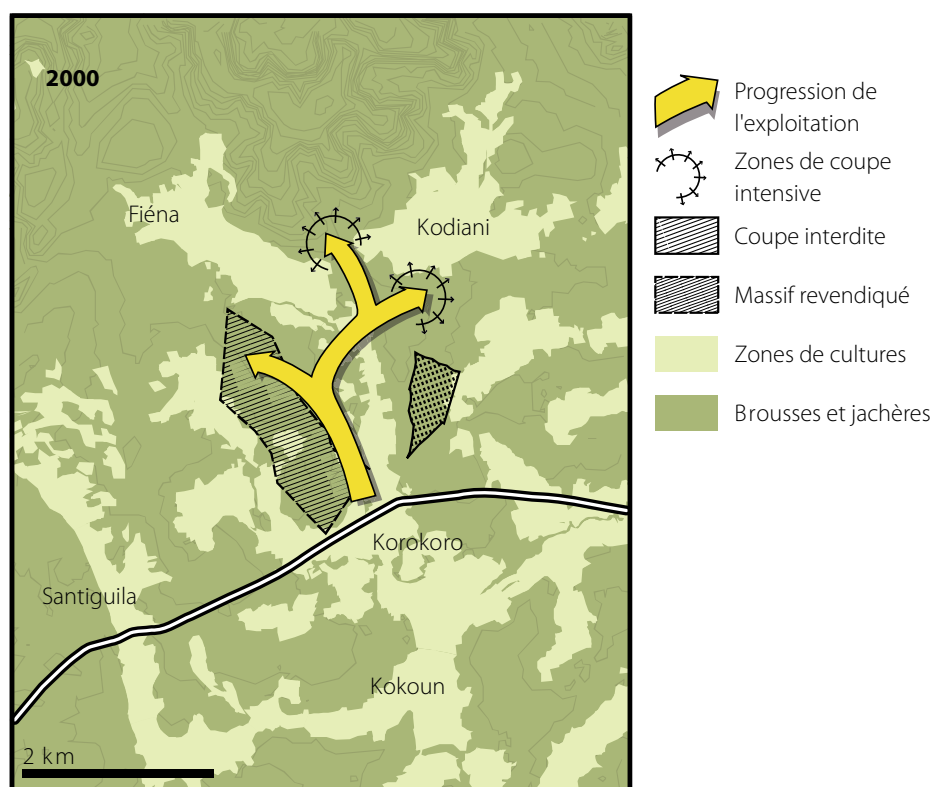 2000
Fiéna
Kodiani
Korokoro
Santiguila
Kokoun
2 km
Progression de
l'exploitation
Zones de coupe
intensive
Coupe interdite
Massif revendiqué
Zones de cultures
Brousses et jachères